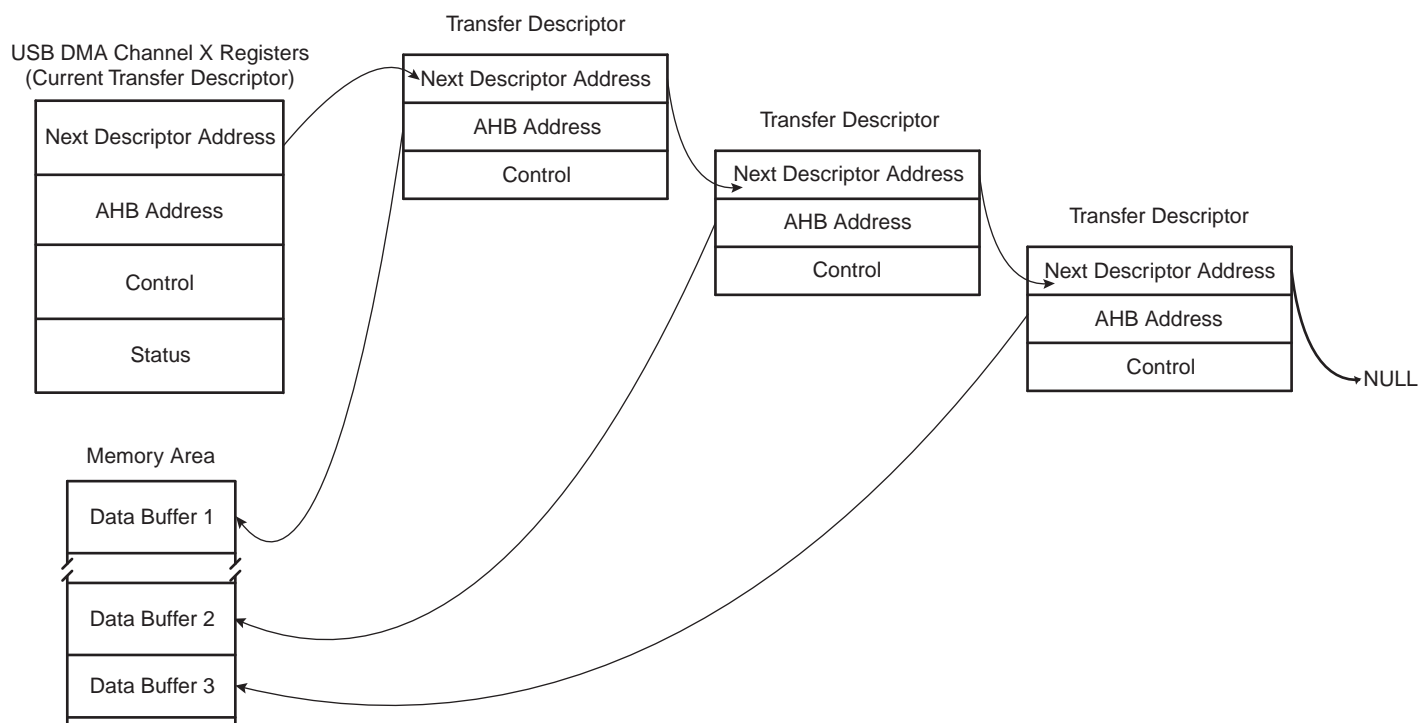 Transfer Descriptor
USB DMA Channel X Registers
(Current Transfer Descriptor)
Next Descriptor Address
AHB Address
Control
Status
Next Descriptor Address
AHB Address
Control
Transfer Descriptor
Next Descriptor Address
AHB Address
Control
Transfer Descriptor
Next Descriptor Address
AHB Address
Control
NULL
Memory Area
Data Buffer 1
Data Buffer 2
Data Buffer 3